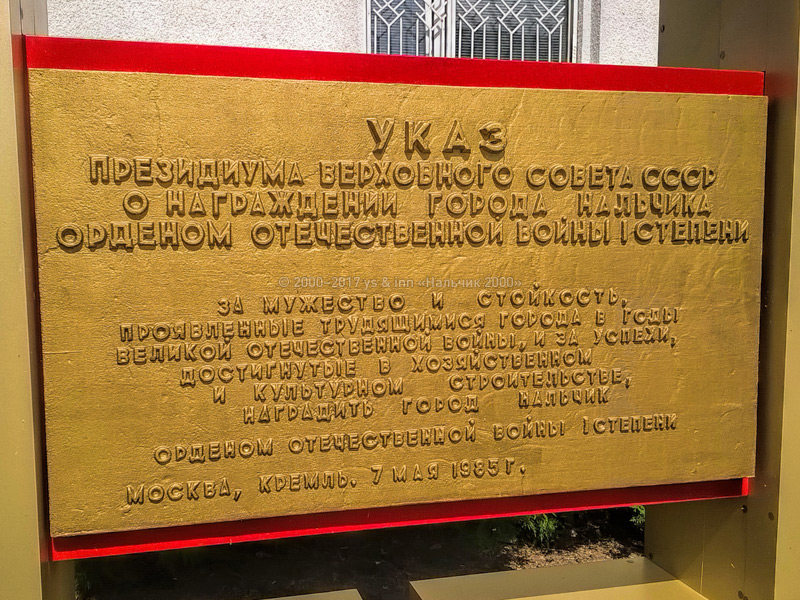 УКАЗ
ПРЕЗИДИУМА ВЕРХОВНОГО СОВЕТА СССР
О НАГРАЖДЕНИИ ГОРОДА НАЛЬЧИКА
ОРДЕНОМ ОТЕЧЕСТВЕННОЙ ВОЙНЫ I СТЕПЕНИ
© 2000-2017 ys & inn «Нальчик 2000»
ЗА МУЖЕСТВО И СТОЙКОСТЬ,
ПРОЯВЛЕННЫЕ ТРУДЯЩИМИСЯ ГОРОДА В ГОДЫ
ВЕЛИКОЙ ОТЕЧЕСТВЕННОЙ ВОЙНЫ, И ЗА УСПЕХИ,
ДОСТИГНУТЫЕ В ХОЗЯЙСТВЕННОМ
И КУЛЬТУРНОМ СТРОИТЕЛЬСТВЕ,
НАГРАДИТЬ ГОРОД НАЛЬЧИК
ОРДЕНОМ ОТЕЧЕСТВЕННОЙ ВОЙНЫ I СТЕПЕНИ
МОСКВА, КРЕМЛЬ. 7 МАЯ 1985 Г.